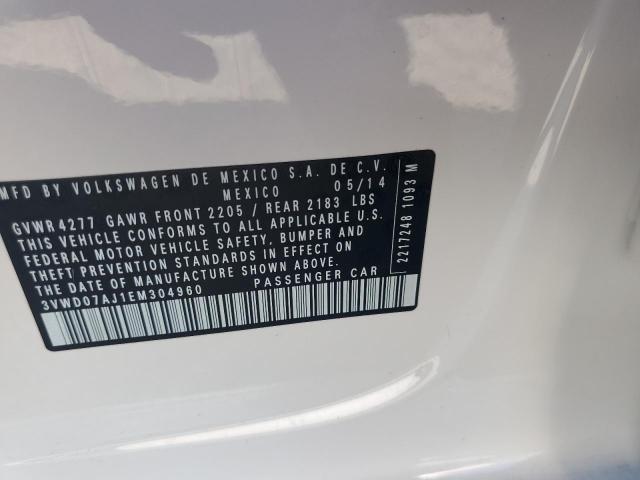 MFD BY VOLKSWAGEN DE MEXICO S.A. DE C.V.
MEXICO 05/14
GVWR 4277 GAWR FRONT 2205 / REAR 2183 LBS
THIS VEHICLE CONFORMS TO ALL APPLICABLE U.S.
FEDERAL MOTOR VEHICLE SAFETY, BUMPER AND
THEFT PREVENTION STANDARDS IN EFFECT ON
THE DATE OF MANUFACTURE SHOWN ABOVE.
3VWD07AJ1EM304960 PASSENGER CAR
2217248 1093 M